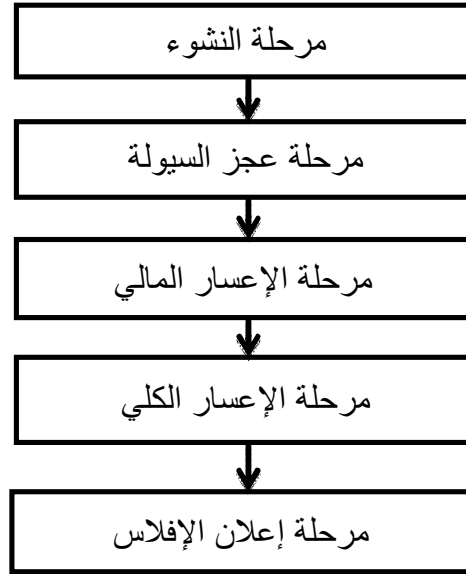 مرحلة النشوء
مرحلة عجز السيولة
مرحلة الإعسار المالي
مرحلة الإعسار الكلي
مرحلة إعلان الإفلاس